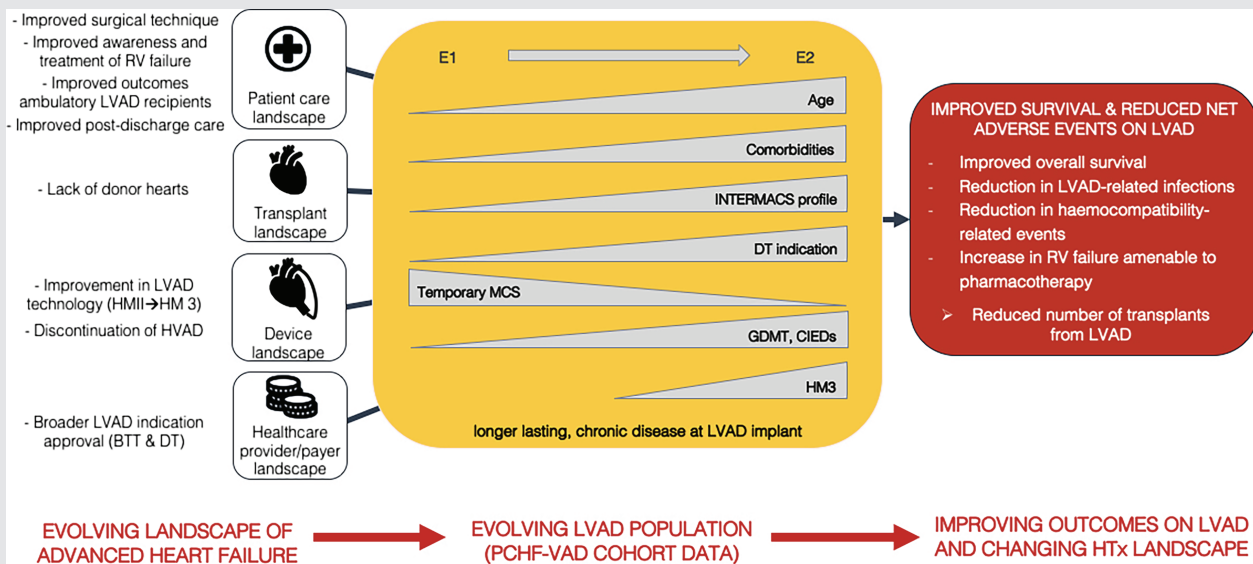 - Improved surgical technique
- Improved awareness and
treatment of RV failure
- Improved outcomes
ambulatory LVAD recipients
- Improved post-discharge care
Patient care
landscape
- Lack of donor hearts
Transplant
landscape
- Improvement in LVAD
technology (HMII→HM 3)
- Discontinuation of HVAD
Device
landscape
- Broader LVAD indication
approval (BTT & DT)
Healthcare
provider/payer
landscape
E1
E2
Age
Comorbidities
INTERMACS profile
DT indication
Temporary MCS
GDMT, CIEDs
HM3
longer lasting, chronic disease at LVAD implant
IMPROVED SURVIVAL & REDUCED NET
ADVERSE EVENTS ON LVAD
- Improved overall survival
- Reduction in LVAD-related infections
- Reduction in haemocompatibility-
related events
- Increase in RV failure amenable to
pharmacotherapy
➢ Reduced number of transplants
from LVAD
EVOLVING LANDSCAPE OF
ADVANCED HEART FAILURE
EVOLVING LVAD POPULATION
(PCHF-VAD COHORT DATA)
IMPROVING OUTCOMES ON LVAD
AND CHANGING HTx LANDSCAPE